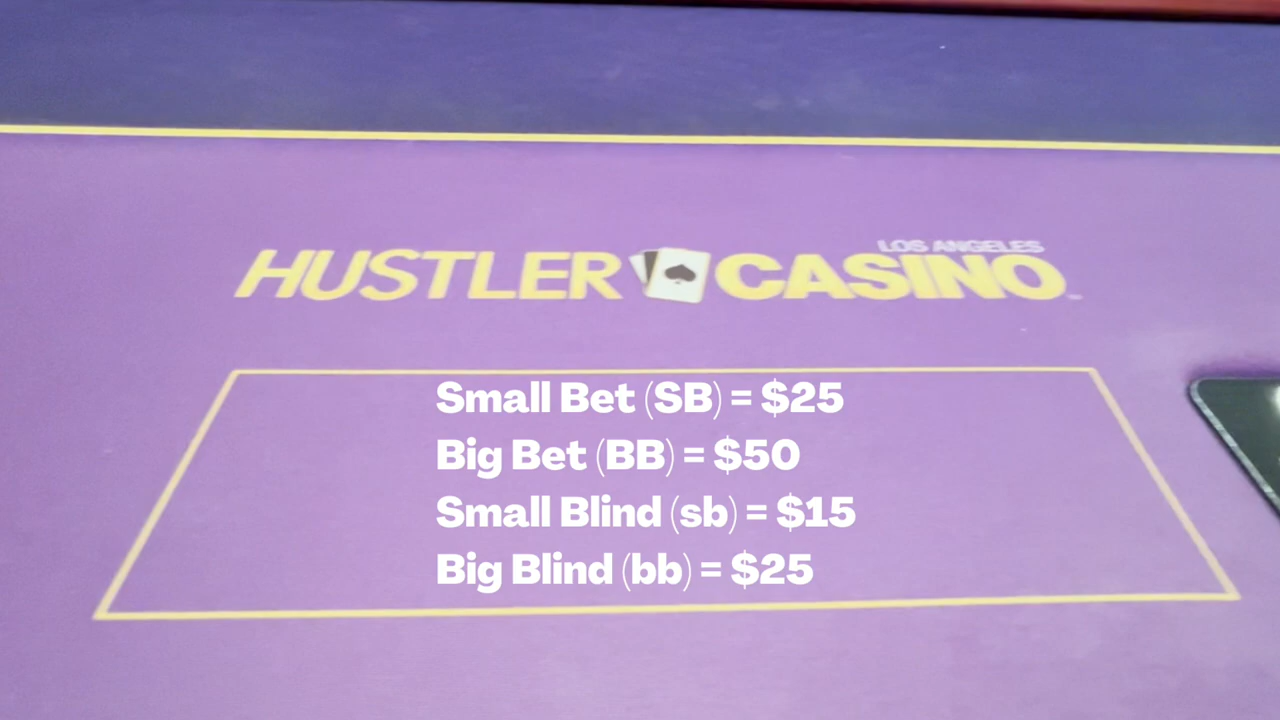 LOS ANGELES
HUSTLER CASINO
Small Bet (SB) = $25
Big Bet (BB) = $50
Small Blind (sb) = $15
Big Blind (bb) = $25